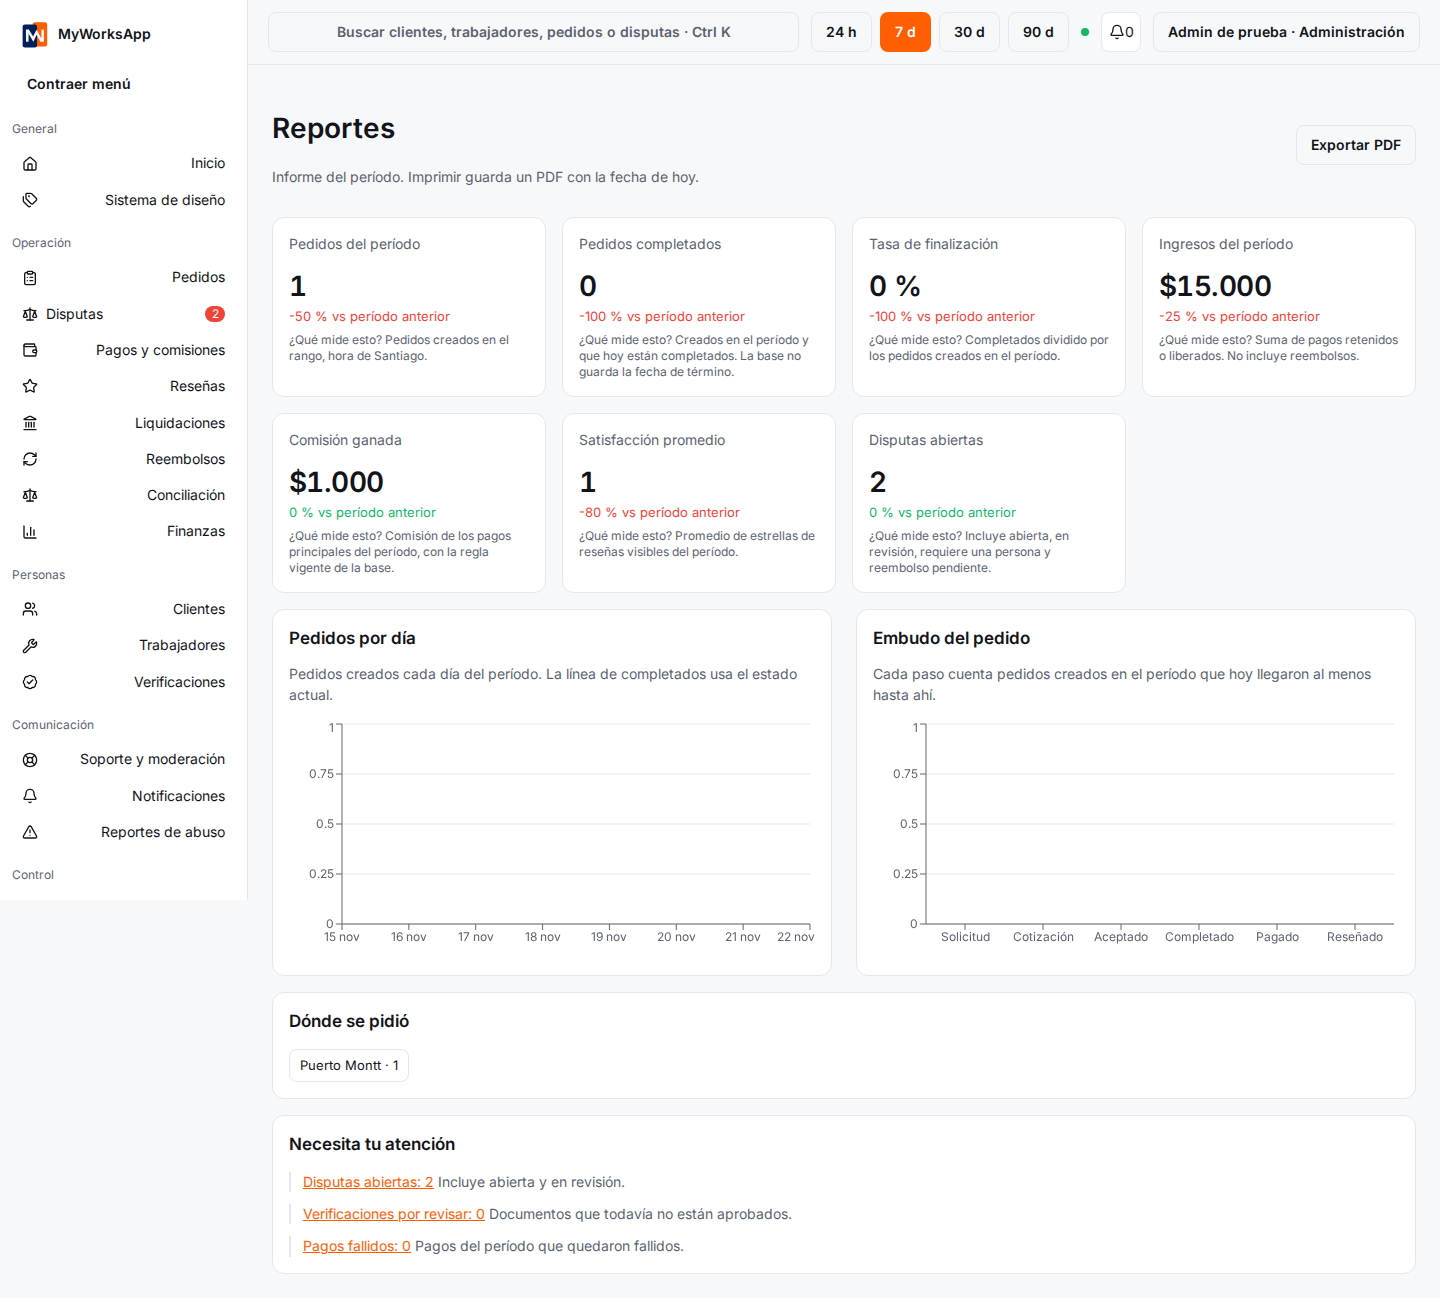 MyWorksApp
Contraer menú
General
Inicio
Sistema de diseño
Operación
Pedidos
Disputas 2
Pagos y comisiones
Reseñas
Liquidaciones
Reembolsos
Conciliación
Finanzas
Personas
Clientes
Trabajadores
Verificaciones
Comunicación
Soporte y moderación
Notificaciones
Reportes de abuso
Control
Buscar clientes, trabajadores, pedidos o disputas · Ctrl K
24 h
7 d
30 d
90 d
0
Admin de prueba · Administración
Reportes
Informe del período. Imprimir guarda un PDF con la fecha de hoy.
Exportar PDF
Pedidos del período
1
-50 % vs período anterior
¿Qué mide esto? Pedidos creados en el
rango, hora de Santiago.
Pedidos completados
0
-100 % vs período anterior
¿Qué mide esto? Creados en el período y
que hoy están completados. La base no
guarda la fecha de término.
Tasa de finalización
0 %
-100 % vs período anterior
¿Qué mide esto? Completados dividido por
los pedidos creados en el período.
Ingresos del período
$15.000
-25 % vs período anterior
¿Qué mide esto? Suma de pagos retenidos
o liberados. No incluye reembolsos.
Comisión ganada
$1.000
0 % vs período anterior
¿Qué mide esto? Comisión de los pagos
principales del período, con la regla
vigente de la base.
Satisfacción promedio
1
-80 % vs período anterior
¿Qué mide esto? Promedio de estrellas de
reseñas visibles del período.
Disputas abiertas
2
0 % vs período anterior
¿Qué mide esto? Incluye abierta, en
revisión, requiere una persona y
reembolso pendiente.
Pedidos por día
Pedidos creados cada día del período. La línea de completados usa el estado
actual.
1
0.75
0.5
0.25
0
15 nov 16 nov 17 nov 18 nov 19 nov 20 nov 21 nov 22 nov
Embudo del pedido
Cada paso cuenta pedidos creados en el período que hoy llegaron al menos
hasta ahí.
1
0.75
0.5
0.25
0
Solicitud Cotización Aceptado Completado Pagado Reseñado
Dónde se pidió
Puerto Montt · 1
Necesita tu atención
Disputas abiertas: 2 Incluye abierta y en revisión.
Verificaciones por revisar: 0 Documentos que todavía no están aprobados.
Pagos fallidos: 0 Pagos del período que quedaron fallidos.